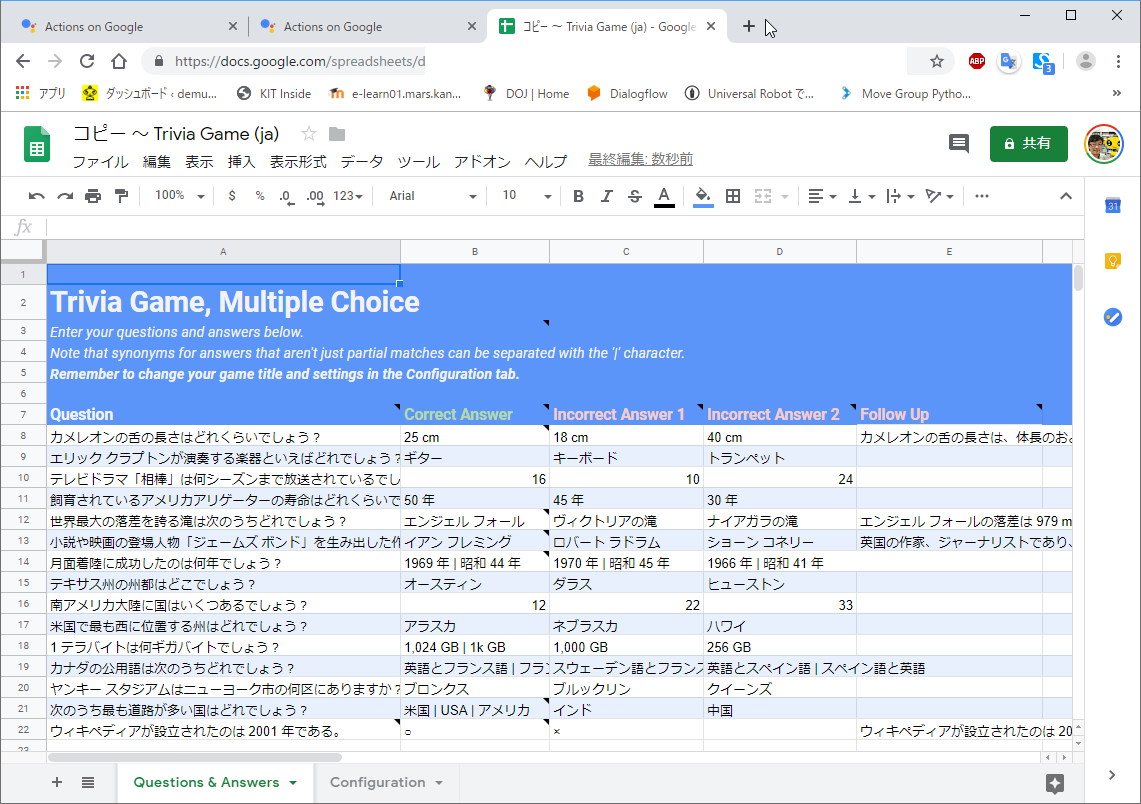 Actions on Google
Actions on Google
コピー ～ Trivia Game (ja) - Google
https://docs.google.com/spreadsheets/d
ABP
3
アプリ
ダッシュボード ‹ demu...
KIT Inside
e-learn01.mars.kan...
DOJ | Home
Dialogflow
Universal Robot で...
Move Group Pytho...
»
コピー ～ Trivia Game (ja)
ファイル 編集 表示 挿入 表示形式 データ ツール アドオン ヘルプ 最終編集: 数秒前
共有
100% $ % .0 .00 123 Arial 10 B I S A
31
fx
A B C D E
1
2 Trivia Game, Multiple Choice
3 Enter your questions and answers below.
4 Note that synonyms for answers that aren't just partial matches can be separated with the '|' character.
5 Remember to change your game title and settings in the Configuration tab.
6
7 Question Correct Answer Incorrect Answer 1 Incorrect Answer 2 Follow Up
8 カメレオンの舌の長さはどれくらいでしょう？ 25 cm 18 cm 40 cm カメレオンの舌の長さは、体長のおよ
9 エリック クラプトンが演奏する楽器といえばどれでしょう？ ギター キーボード トランペット
10 テレビドラマ「相棒」は何シーズンまで放送されているでし 16 10 24
11 飼育されているアメリカアリゲーターの寿命はどれくらいで 50 年 45 年 30 年
12 世界最大の落差を誇る滝は次のうちどれでしょう？ エンジェル フォール ヴィクトリアの滝 ナイアガラの滝 エンジェル フォールの落差は 979 m
13 小説や映画の登場人物「ジェームズ ボンド」を生み出した作 イアン フレミング ロバート ラドラム ショーン コネリー 英国の作家、ジャーナリストであり、
14 月面着陸に成功したのは何年でしょう？ 1969 年 | 昭和 44 年 1970 年 | 昭和 45 年 1966 年 | 昭和 41 年
15 テキサス州の州都はどこでしょう？ オースティン ダラス ヒューストン
16 南アメリカ大陸に国はいくつあるでしょう？ 12 22 33
17 米国で最も西に位置する州はどれでしょう？ アラスカ ネブラスカ ハワイ
18 1 テラバイトは何ギガバイトでしょう？ 1,024 GB | 1k GB 1,000 GB 256 GB
19 カナダの公用語は次のうちどれでしょう？ 英語とフランス語 | フラン スウェーデン語とフランス 英語とスペイン語 | スペイン語と英語
20 ヤンキー スタジアムはニューヨーク市の何区にありますか？ ブロンクス ブルックリン クイーンズ
21 次のうち最も道路が多い国はどれでしょう？ 米国 | USA | アメリカ インド 中国
22 ウィキペディアが設立されたのは 2001 年である。 ○ × ウィキペディアが設立されたのは 20
23
Questions & Answers
Configuration